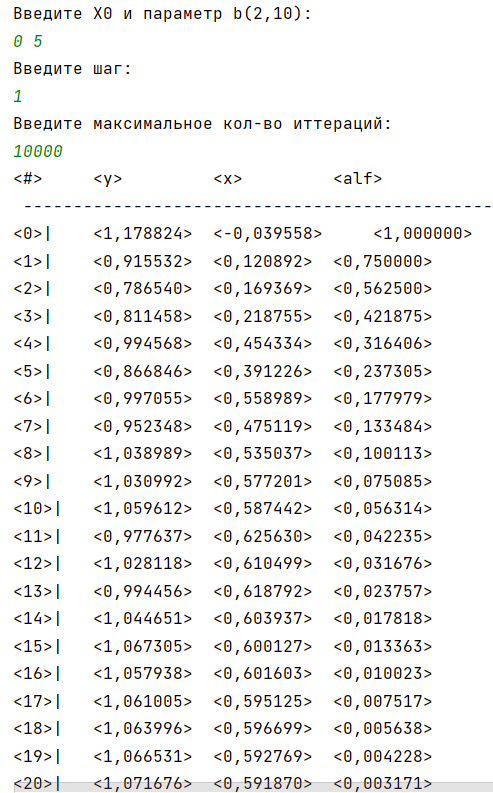 Введите X0 и параметр b(2,10):
0 5
Введите шаг:
1
Введите максимальное кол-во иттераций:
10000
<#> <y> <x> <alf>
-----------------------------------------------
<0>| <1,178824> <-0,039558> <1,000000>
<1>| <0,915532> <0,120892> <0,750000>
<2>| <0,786540> <0,169369> <0,562500>
<3>| <0,811458> <0,218755> <0,421875>
<4>| <0,994568> <0,454334> <0,316406>
<5>| <0,866846> <0,391226> <0,237305>
<6>| <0,997055> <0,558989> <0,177979>
<7>| <0,952348> <0,475119> <0,133484>
<8>| <1,038989> <0,535037> <0,100113>
<9>| <1,030992> <0,577201> <0,075085>
<10>| <1,059612> <0,587442> <0,056314>
<11>| <0,977637> <0,625630> <0,042235>
<12>| <1,028118> <0,610499> <0,031676>
<13>| <0,994456> <0,618792> <0,023757>
<14>| <1,044651> <0,603937> <0,017818>
<15>| <1,067305> <0,600127> <0,013363>
<16>| <1,057938> <0,601603> <0,010023>
<17>| <1,061005> <0,595125> <0,007517>
<18>| <1,063996> <0,596699> <0,005638>
<19>| <1,066531> <0,592769> <0,004228>
<20>| <1,071676> <0,591870> <0,003171>